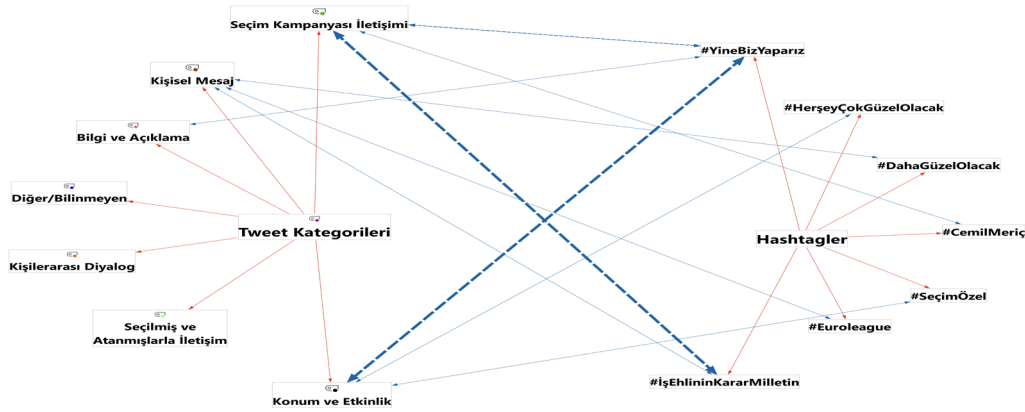 Seçim Kampanyası İletişimi
#YineBizYaparız
Kişisel Mesaj
#HerşeyÇokGüzelOlacak
Bilgi ve Açıklama
#DahaGüzelOlacak
Diğer/Bilinmeyen
Tweet Kategorileri
Hashtagler
#CemilMeriç
Kişilerarası Diyalog
#SeçimÖzel
Seçilmiş ve
Atanmışlarla İletişim
#Euroleague
#İşEhlininKararMilletin
Konum ve Etkinlik